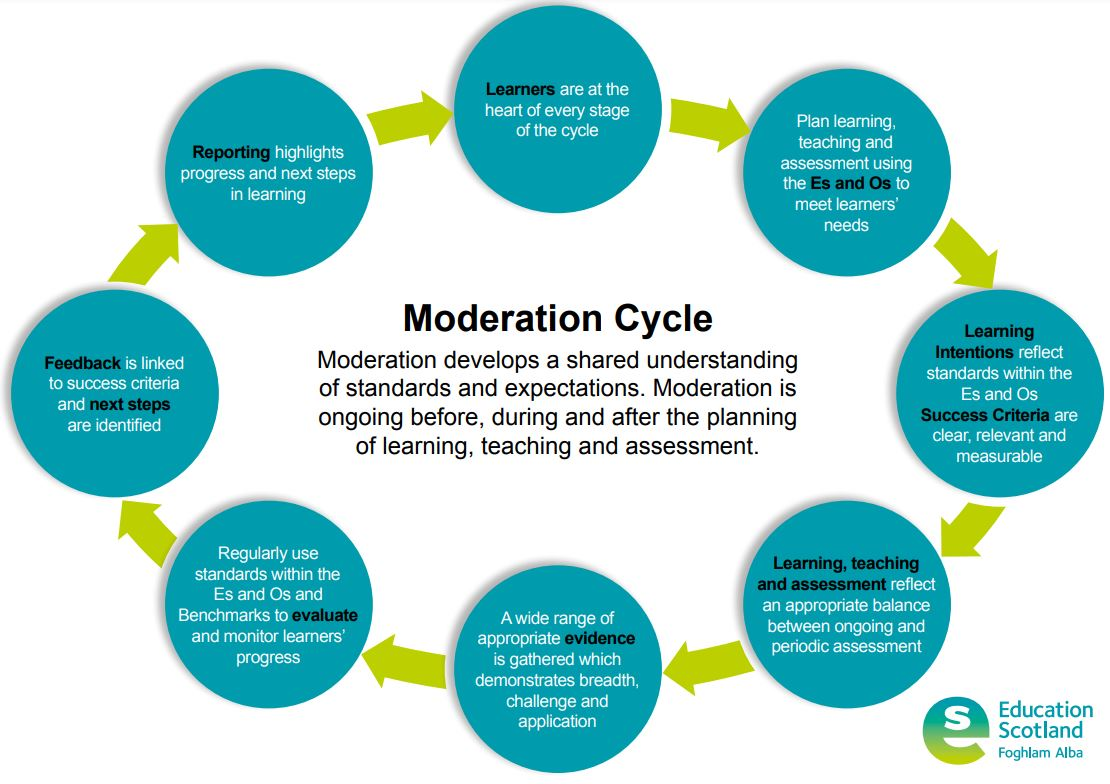 Learners are at the
heart of every stage
of the cycle
Plan learning,
teaching and
assessment using
the Es and Os to
meet learners’
needs
Learning
Intentions reflect
standards within the
Es and Os
Success Criteria are
clear, relevant and
measurable
Learning, teaching
and assessment reflect
an appropriate balance
between ongoing and
periodic assessment
A wide range of
appropriate evidence
is gathered which
demonstrates breadth,
challenge and
application
Regularly use
standards within the
Es and Os and
Benchmarks to evaluate
and monitor learners’
progress
Feedback is linked
to success criteria
and next steps
are identified
Reporting highlights
progress and next steps
in learning
Moderation Cycle
Moderation develops a shared understanding
of standards and expectations. Moderation is
ongoing before, during and after the planning
of learning, teaching and assessment.
Education
Scotland
Foghlam Alba